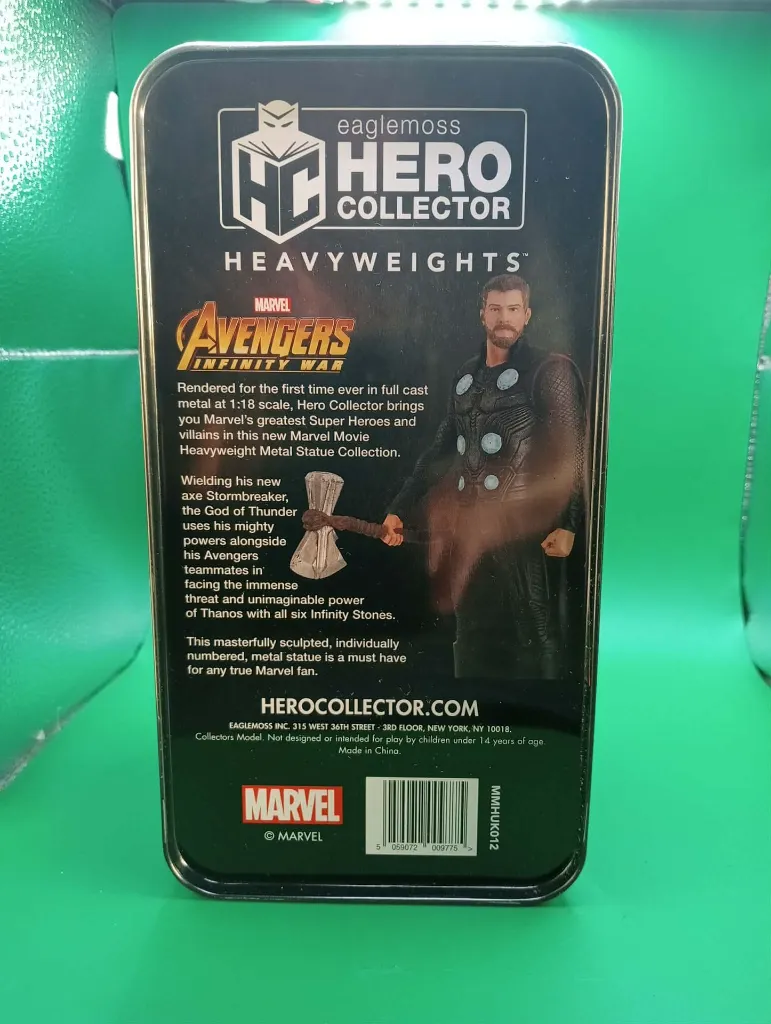 eaglemoss
HC
HERO
COLLECTOR
HEAVYWEIGHTS™
MARVEL
AVENGERS
INFINITY WAR
Rendered for the first time ever in full cast
metal at 1:18 scale, Hero Collector brings
you Marvel's greatest Super Heroes and
villains in this new Marvel Movie
Heavyweight Metal Statue Collection.
Wielding his new
axe Stormbreaker,
the God of Thunder
uses his mighty
powers alongside
his Avengers
teammates in
facing the immense
threat and unimaginable power
of Thanos with all six Infinity Stones.
This masterfully sculpted, individually
numbered, metal statue is a must have
for any true Marvel fan.
HEROCOLLECTOR.COM
EAGLEMOSS INC. 315 WEST 36TH STREET - 3RD FLOOR, NEW YORK, NY 10018.
Collectors Model. Not designed or intended for play by children under 14 years of age.
Made in China.
MARVEL
© MARVEL
5 059072 009775 >
MMHUK012